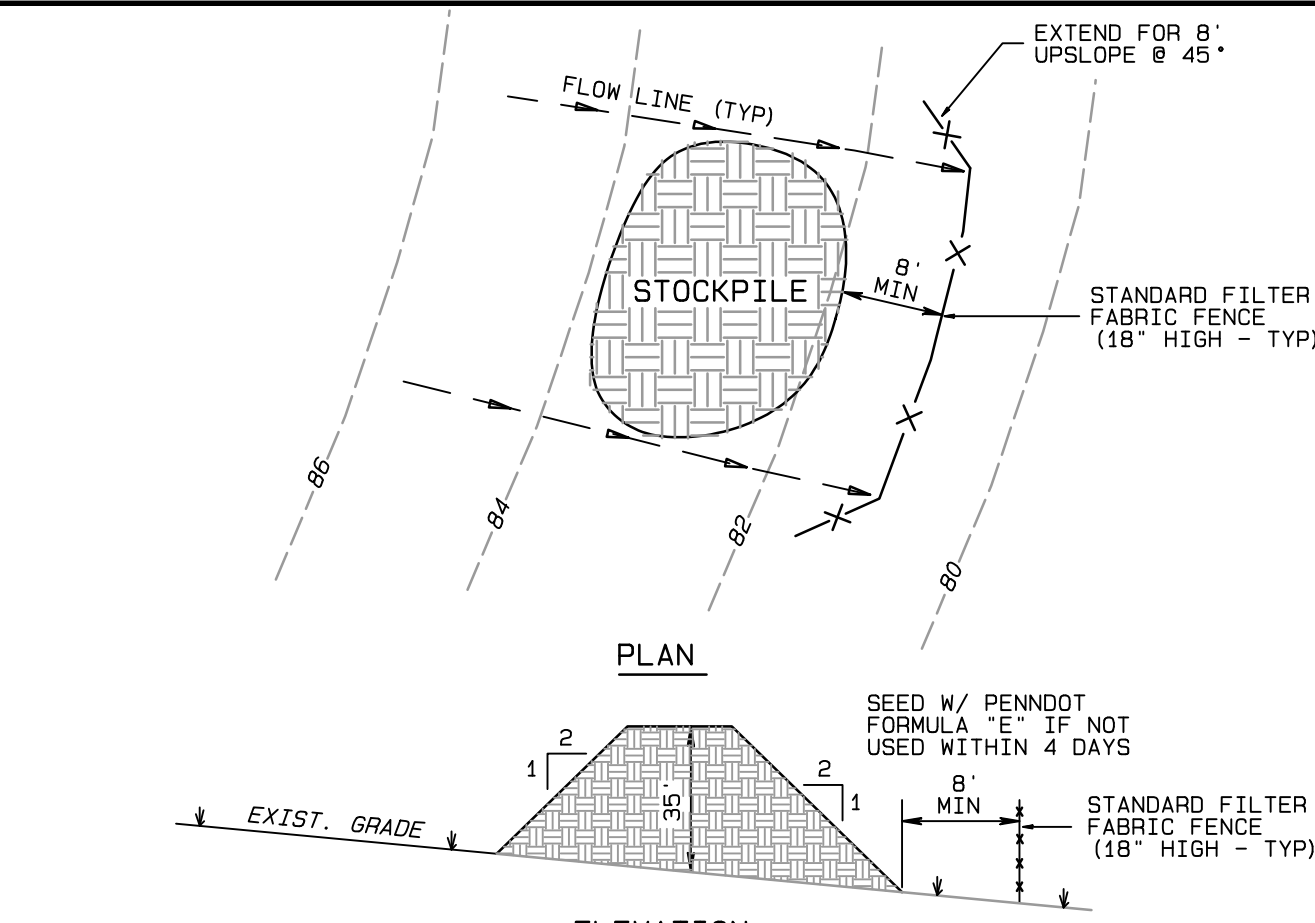 EXTEND FOR 8'
UPSLOPE @ 45°
FLOW LINE (TYP)
8'
MIN
STOCKPILE
STANDARD FILTER
FABRIC FENCE
(18" HIGH - TYP)
86
84
82
80
PLAN
SEED W/ PENNDOT
FORMULA "E" IF NOT
USED WITHIN 4 DAYS
2
1
35'
2
1
8'
MIN
STANDARD FILTER
FABRIC FENCE
(18" HIGH - TYP)
EXIST. GRADE
ELEVATION